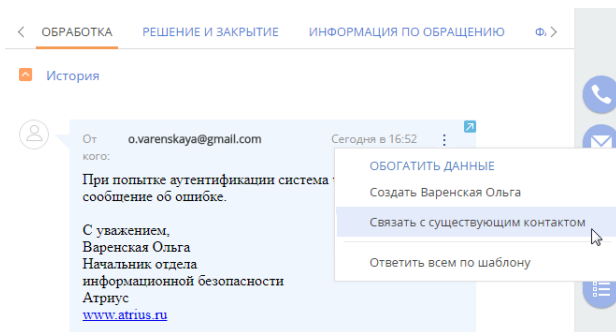 ОБРАБОТКА РЕШЕНИЕ И ЗАКРЫТИЕ ИНФОРМАЦИЯ ПО ОБРАЩЕНИЮ
История
От кого: o.varenskaya@gmail.com Сегодня в 16:52
При попытке аутентификации система
сообщение об ошибке.
С уважением,
Варенская Ольга
Начальник отдела
информационной безопасности
Атриус
www.atrius.ru
ОБОГАТИТЬ ДАННЫЕ
Создать Варенская Ольга
Связать с существующим контактом
Ответить всем по шаблону